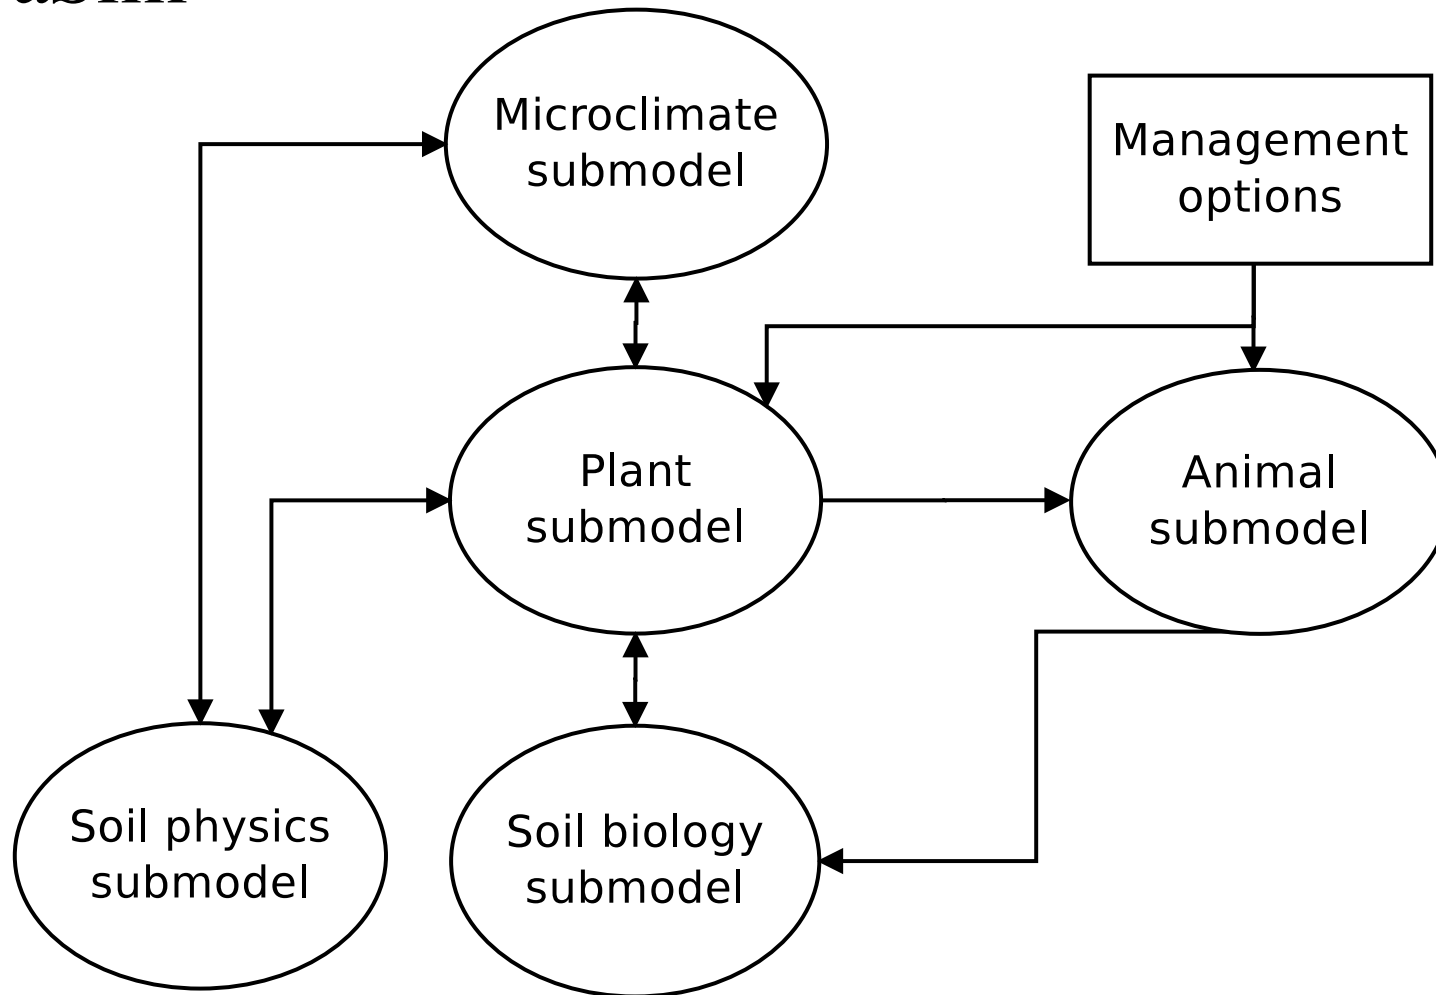 Microclimate
submodel
Management
options
Plant
submodel
Animal
submodel
Soil physics
submodel
Soil biology
submodel